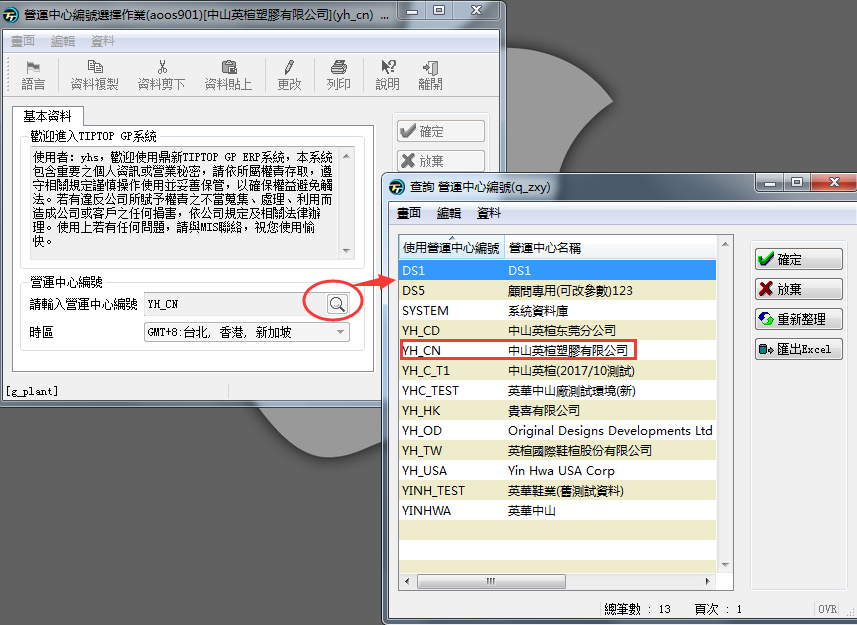 營運中心編號選擇作業(aoos901)[中山英楦塑膠有限公司](yh_cn) ...
畫面 編輯 資料
語言 資料複製 資料剪下 資料貼上 更改 列印 說明 離開
基本資料
歡迎進入TIPTOP GP系統
使用者: yhs, 歡迎使用鼎新TIPTOP GP ERP系統, 本系統
包含重要之個人資訊或營業秘密, 請依所屬權責存取, 遵
守相關規定謹慎操作使用並妥善保管, 以確保權益避免觸
法。若有違反公司所賦予權責之不當蒐集、處理、利用而
造成公司或客戶之任何損害, 依公司規定及相關法律辦
理。使用上若有任何問題, 請與MIS聯絡, 祝您使用愉
快。
營運中心編號
請輸入營運中心編號 YH_CN
時區 GMT+8:台北, 香港, 新加坡
[g_plant]
確定
放棄
查詢 營運中心編號(q_zxy)
畫面 編輯 資料
使用營運中心編號 營運中心名稱
DS1 DS1
DS5 顧問專用(可改參數)123
SYSTEM 系統資料庫
YH_CD 中山英楦东莞分公司
YH_CN 中山英楦塑膠有限公司
YH_C_T1 中山英楦(2017/10測試)
YHC_TEST 英華中山廠測試環境(新)
YH_HK 貴喜有限公司
YH_OD Original Designs Developments Ltd
YH_TW 英楦國際鞋楦股份有限公司
YH_USA Yin Hwa USA Corp
YINH_TEST 英華鞋業(舊測試資料)
YINHWA 英華中山
確定
放棄
重新整理
匯出Excel
總筆數 : 13 頁次 : 1 OVR